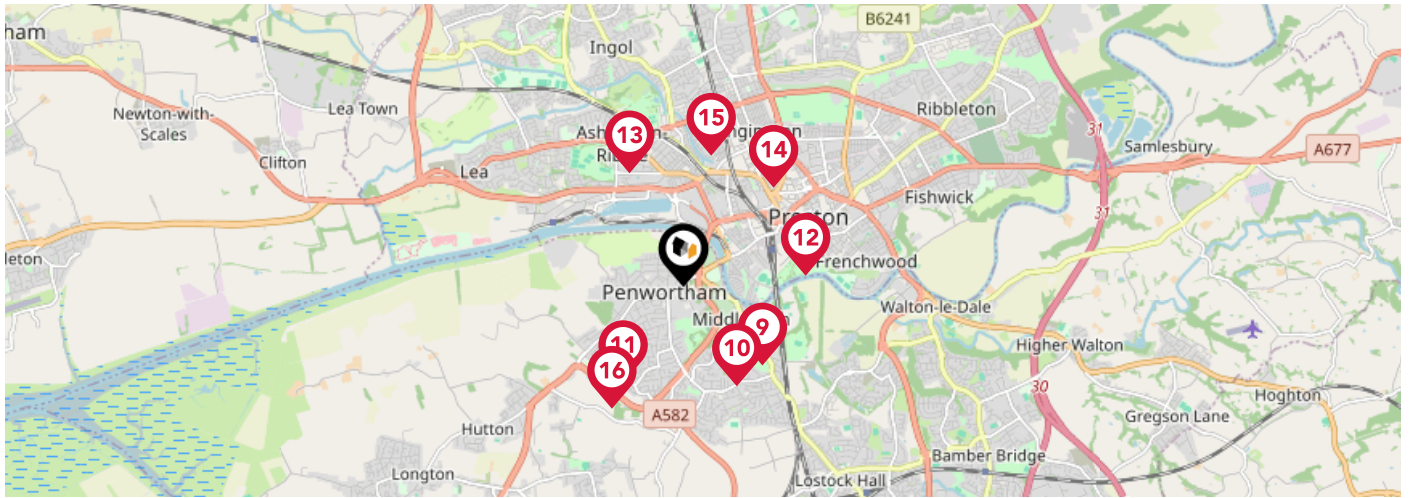 B6241
ham
Ingol
Lea Town
Ribbleton
Newton-with-
Scales
15
13
14
31
Samlesbury
A677
Clifton
Lea
Fishwick
31
Preston
12
leton
Frenchwood
Penwortham
Walton-le-Dale
9
11
10
16
Higher Walton
30
Hoghton
A582
Gregson Lane
Hutton
Bamber Bridge
Longton
Lostock Hall